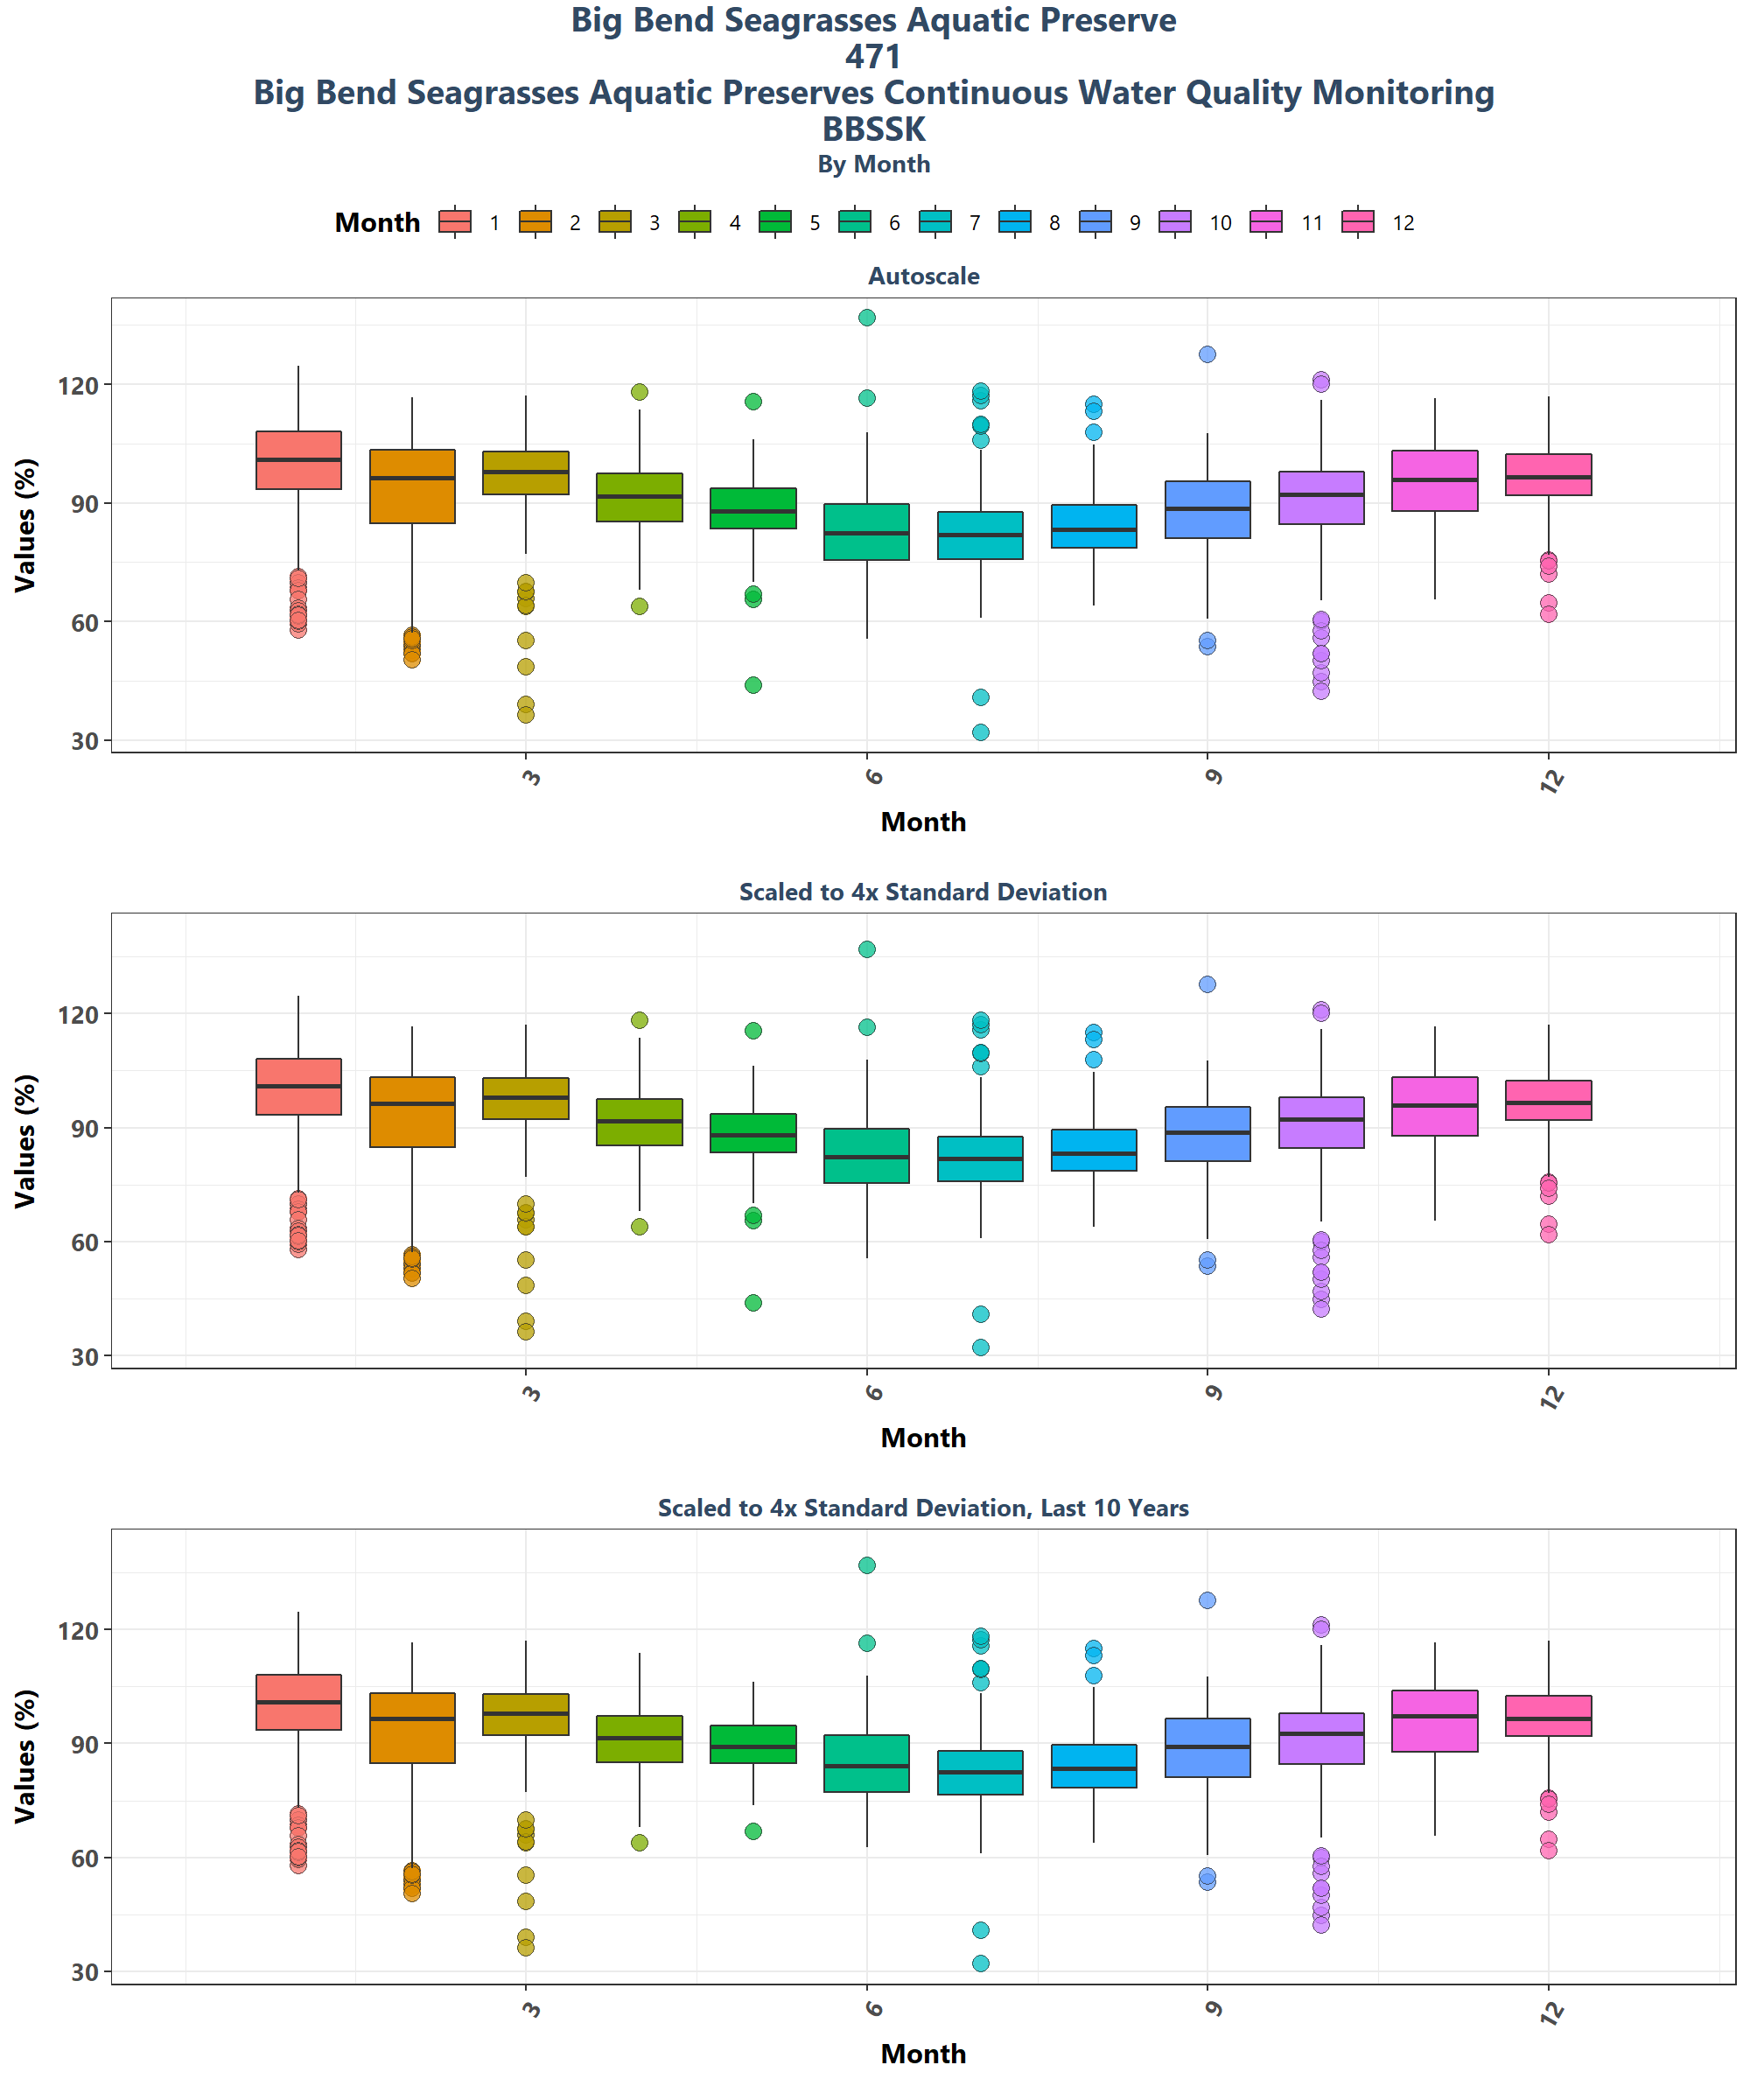 Big Bend Seagrasses Aquatic Preserve
471
Big Bend Seagrasses Aquatic Preserves Continuous Water Quality Monitoring
BBSSK
By Month
Month 1 2 3 4 5 6 7 8 9 10 11 12
Autoscale
Values (%)
120
90
60
30
3 6 9 12
Month
Scaled to 4x Standard Deviation
Values (%)
120
90
60
30
3 6 9 12
Month
Scaled to 4x Standard Deviation, Last 10 Years
Values (%)
120
90
60
30
3 6 9 12
Month